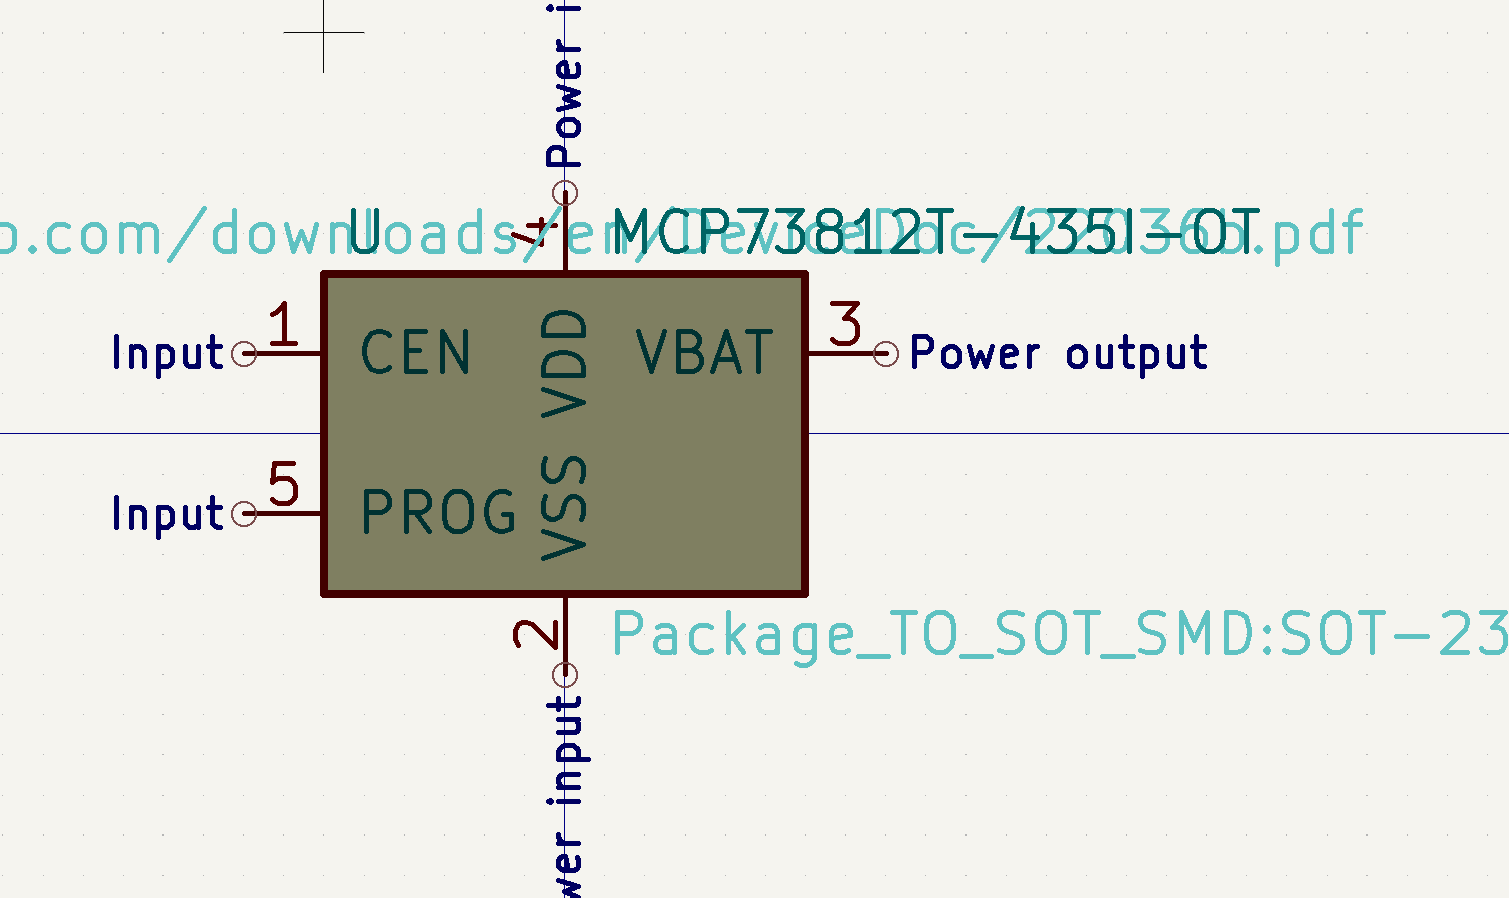 Power i
o.com/downloads/en/DeviceDoc/22036b.pdf
U
4
MCP73812T-435I-OT
1
3
Input
CEN
VDD
VBAT
Power output
5
Input
PROG
VSS
2
Package_TO_SOT_SMD:SOT-23
wer input